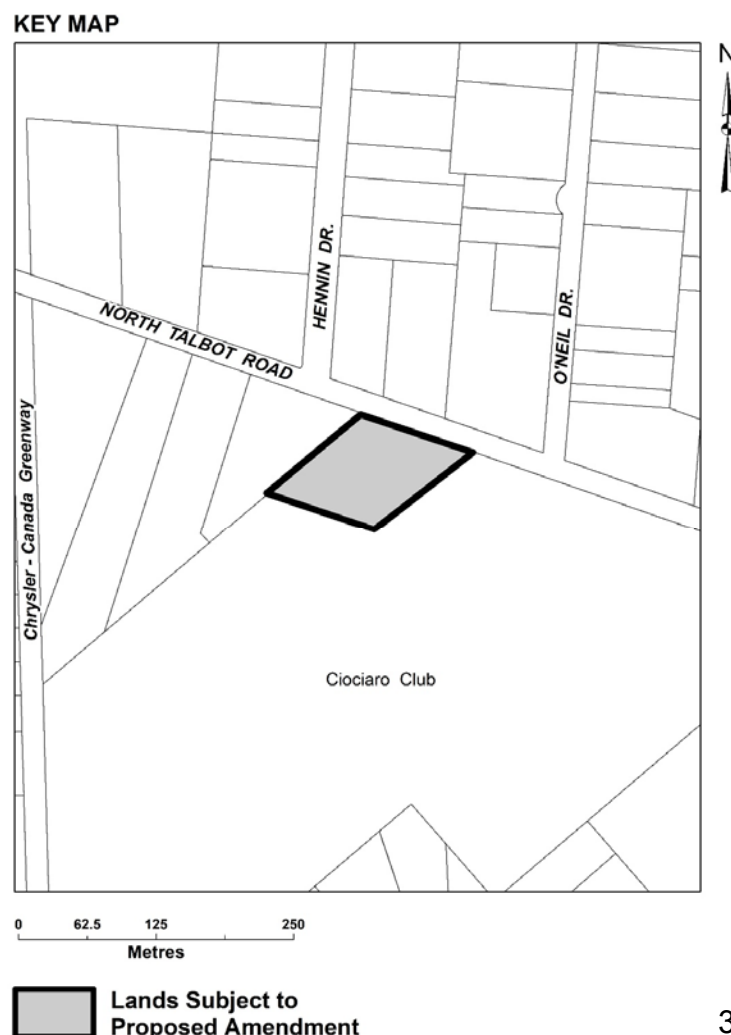 KEY MAP
N
HENNIN DR.
O'NEIL DR.
NORTH TALBOT ROAD
Chrysler - Canada Greenway
Ciociaro Club
0 62.5 125 250
Metres
Lands Subject to
Proposed Amendment
3